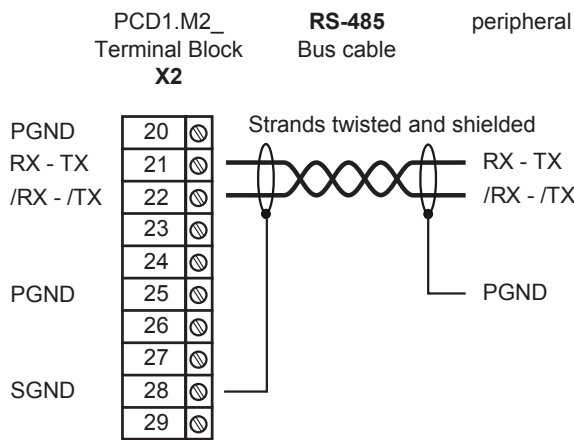 PCD1.M2_ RS-485 peripheral
Terminal Block Bus cable
X2
PGND 20 Strands twisted and shielded
RX - TX 21 RX - TX
/RX - /TX 22 /RX - /TX
23
24
PGND 25 PGND
26
27
SGND 28
29